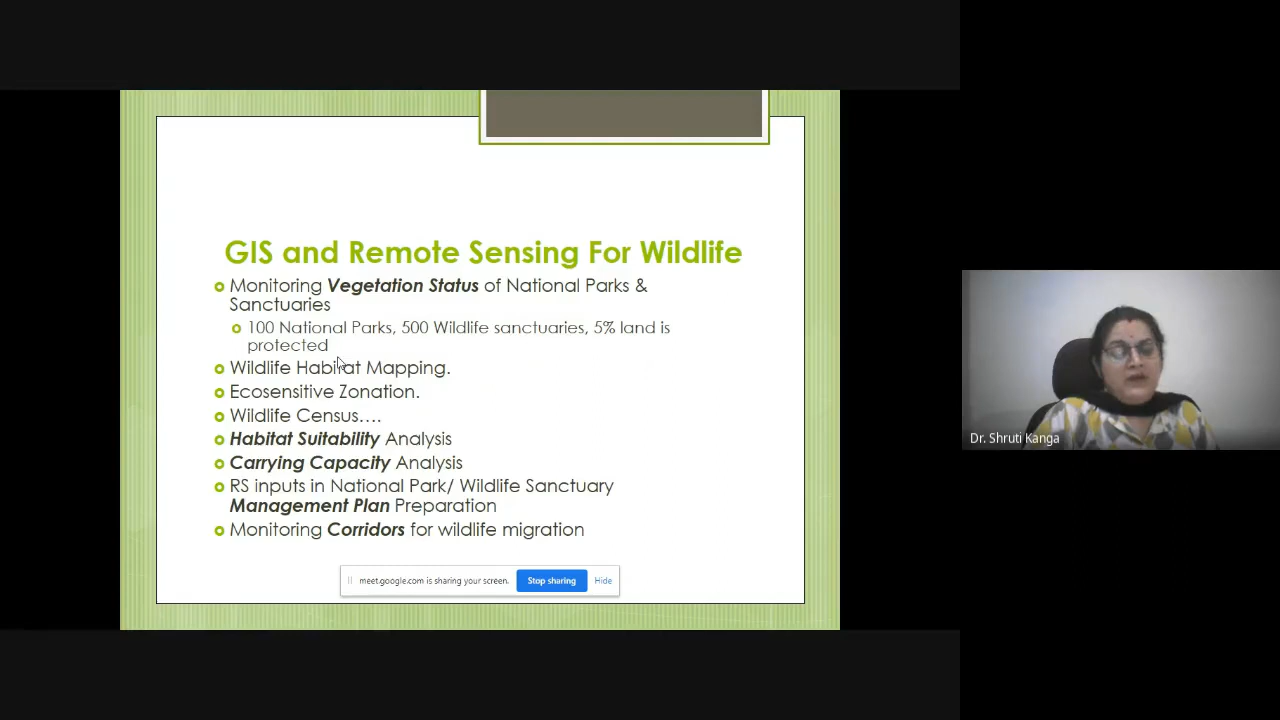 GIS and Remote Sensing For Wildlife
Monitoring Vegetation Status of National Parks &
Sanctuaries
100 National Parks, 500 Wildlife sanctuaries, 5% land is
protected
Wildlife Habitat Mapping.
Ecosensitive Zonation.
Wildlife Census....
Habitat Suitability Analysis
Carrying Capacity Analysis
RS inputs in National Park/ Wildlife Sanctuary
Management Plan Preparation
Monitoring Corridors for wildlife migration
meet.google.com is sharing your screen. Stop sharing Hide
Dr. Shruti Kanga